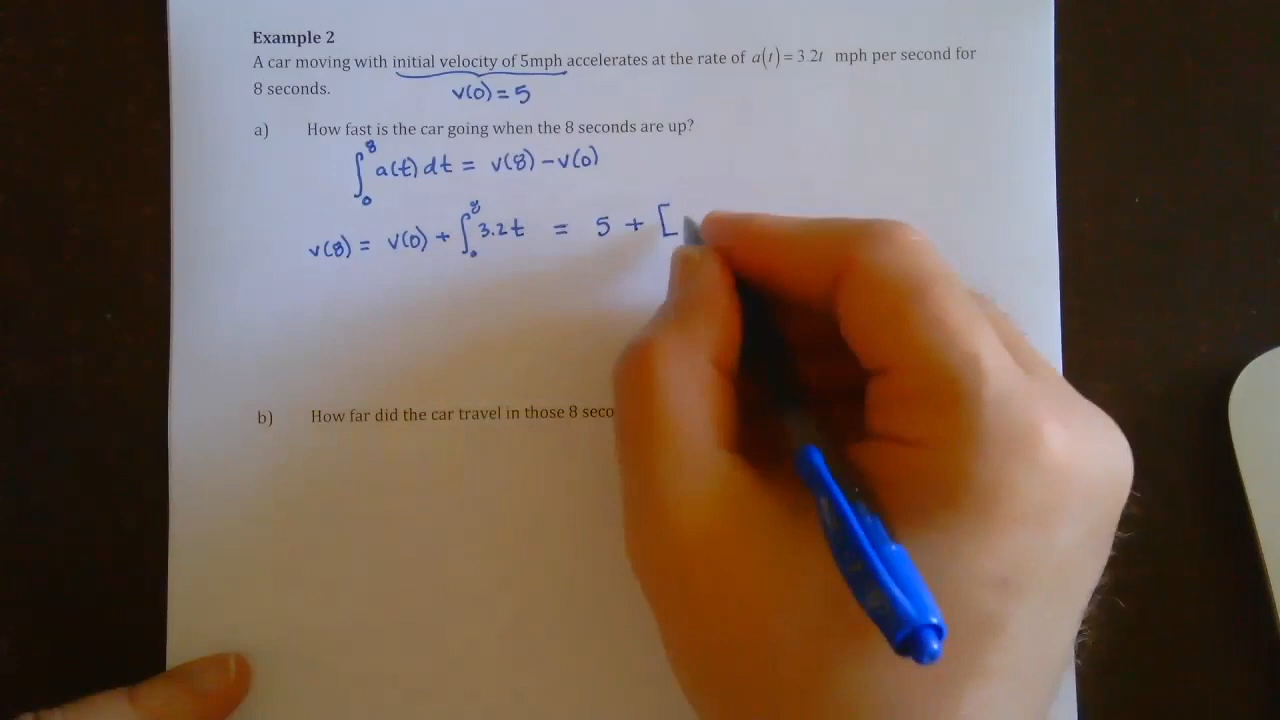 Example 2
A car moving with initial velocity of 5mph accelerates at the rate of a(t) = 3.2t mph per second for
8 seconds.
v(0) = 5
a) How fast is the car going when the 8 seconds are up?
∫₀⁸ a(t) dt = v(8) - v(0)
v(8) = v(0) + ∫₀⁸ 3.2t = 5 + [
b) How far did the car travel in those 8 seco